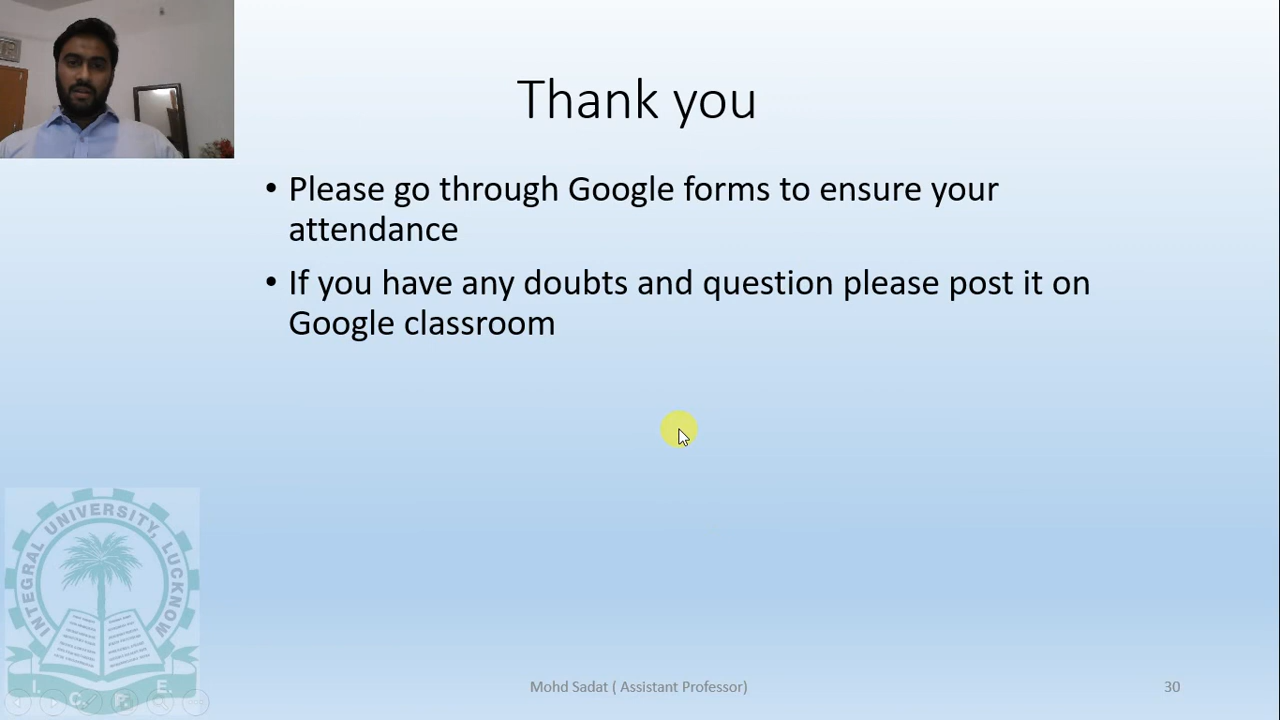 Thank you
• Please go through Google forms to ensure your
attendance
• If you have any doubts and question please post it on
Google classroom
INTEGRAL UNIVERSITY, LUCKNOW
Mohd Sadat ( Assistant Professor)
30